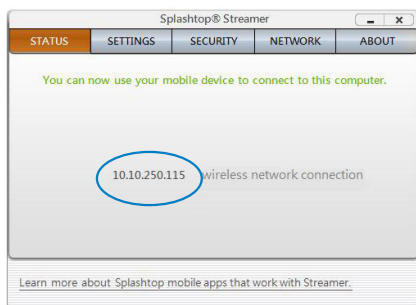 Splashtop® Streamer
STATUS SETTINGS SECURITY NETWORK ABOUT
You can now use your mobile device to connect to this computer.
10.10.250.115 wireless network connection
Learn more about Splashtop mobile apps that work with Streamer.